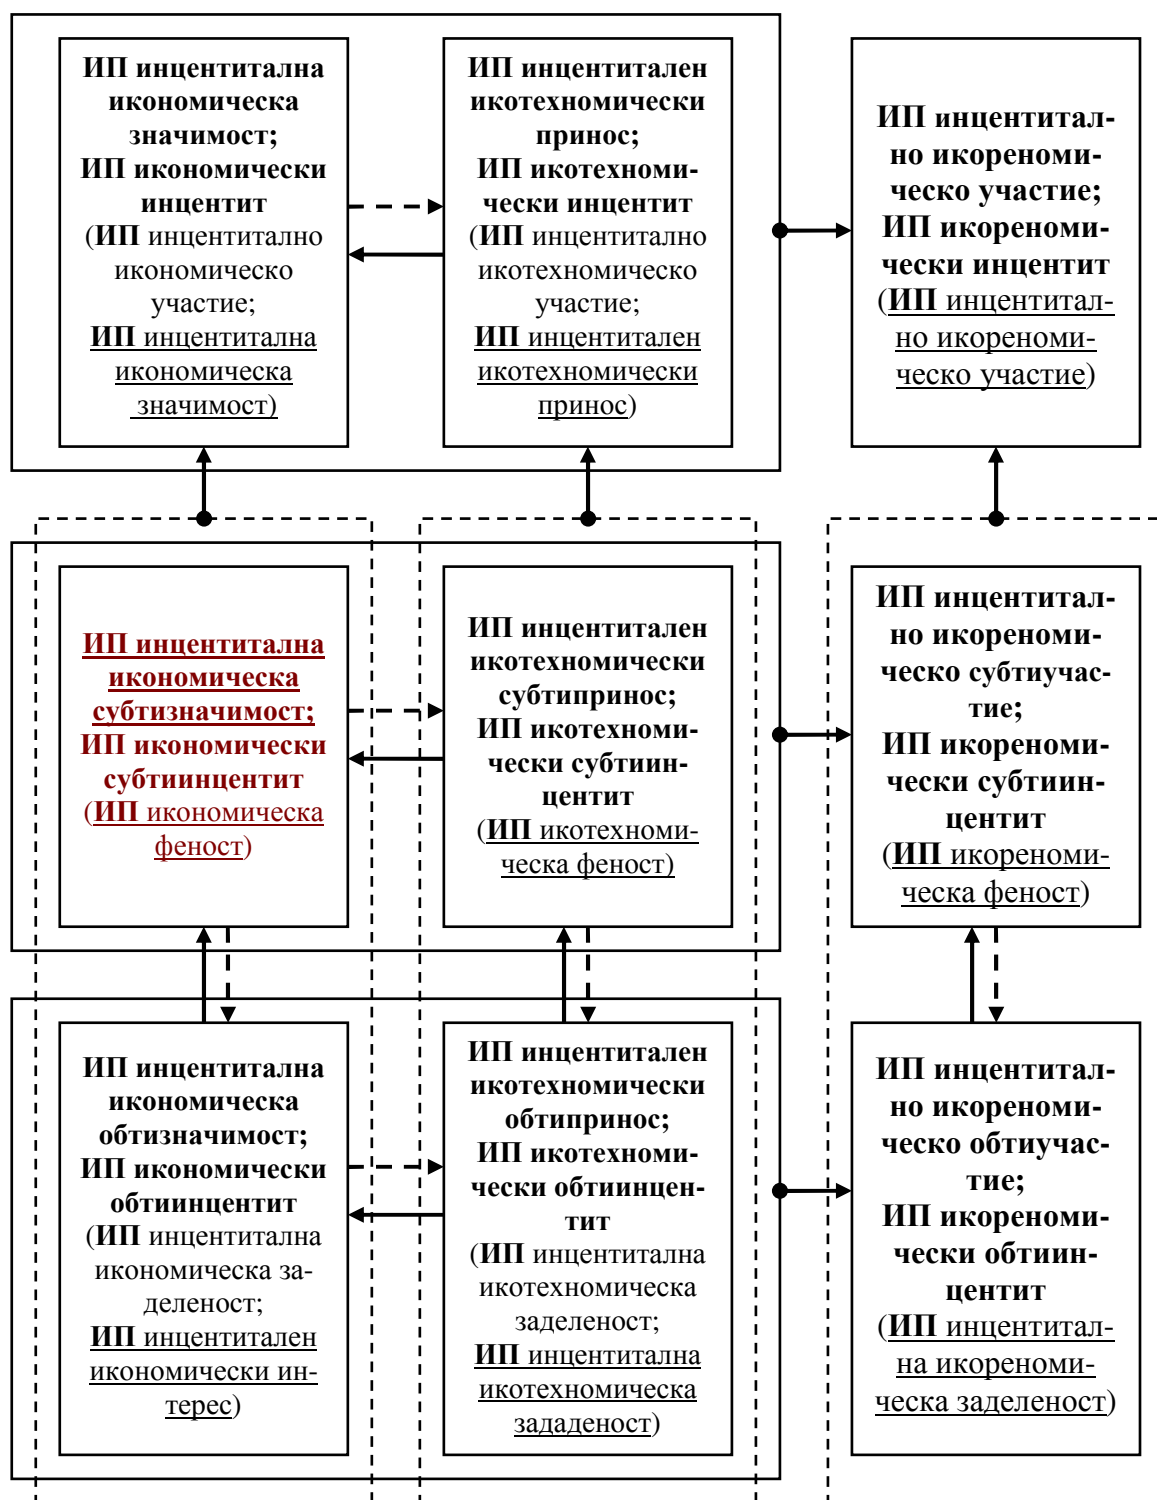 ИП инцентитална
икономическа
значимост;
ИП икономически
инцентит
(ИП инцентитално
икономическо
участие;
ИП инцентитална
икономическа
значимост)
ИП инцентитален
икотехномически
принос;
ИП икотехноми-
чески инцентит
(ИП инцентитално
икотехномическо
участие;
ИП инцентитален
икотехномически
принос)
ИП инцентитал-
но икореноми-
ческо участие;
ИП икореноми-
чески инцентит
(ИП инцентитал-
но икореноми-
ческо участие)
ИП инцентитална
икономическа
субтизначимост;
ИП икономически
субтиинцентит
(ИП икономическа
феност)
ИП инцентитален
икотехномически
субтипринос;
ИП икотехноми-
чески субтиин-
центит
(ИП икотехноми-
ческа феност)
ИП инцентитал-
но икореноми-
ческо субтиучас-
тие;
ИП икореноми-
чески субтиин-
центит
(ИП икореноми-
ческа феност)
ИП инцентитална
икономическа
обтизначимост;
ИП икономически
обтиинцентит
(ИП инцентитална
икономическа за-
деленост;
ИП инцентитален
икономически ин-
терес)
ИП инцентитален
икотехномически
обтипринос;
ИП икотехноми-
чески обтиинцен-
тит
(ИП инцентитална
икотехномическа
заделеност;
ИП инцентитална
икотехномическа
зададеност)
ИП инцентитал-
но икореноми-
ческо обтиучас-
тие;
ИП икореноми-
чески обтиин-
центит
(ИП инцентитал-
на икореноми-
ческа заделеност)